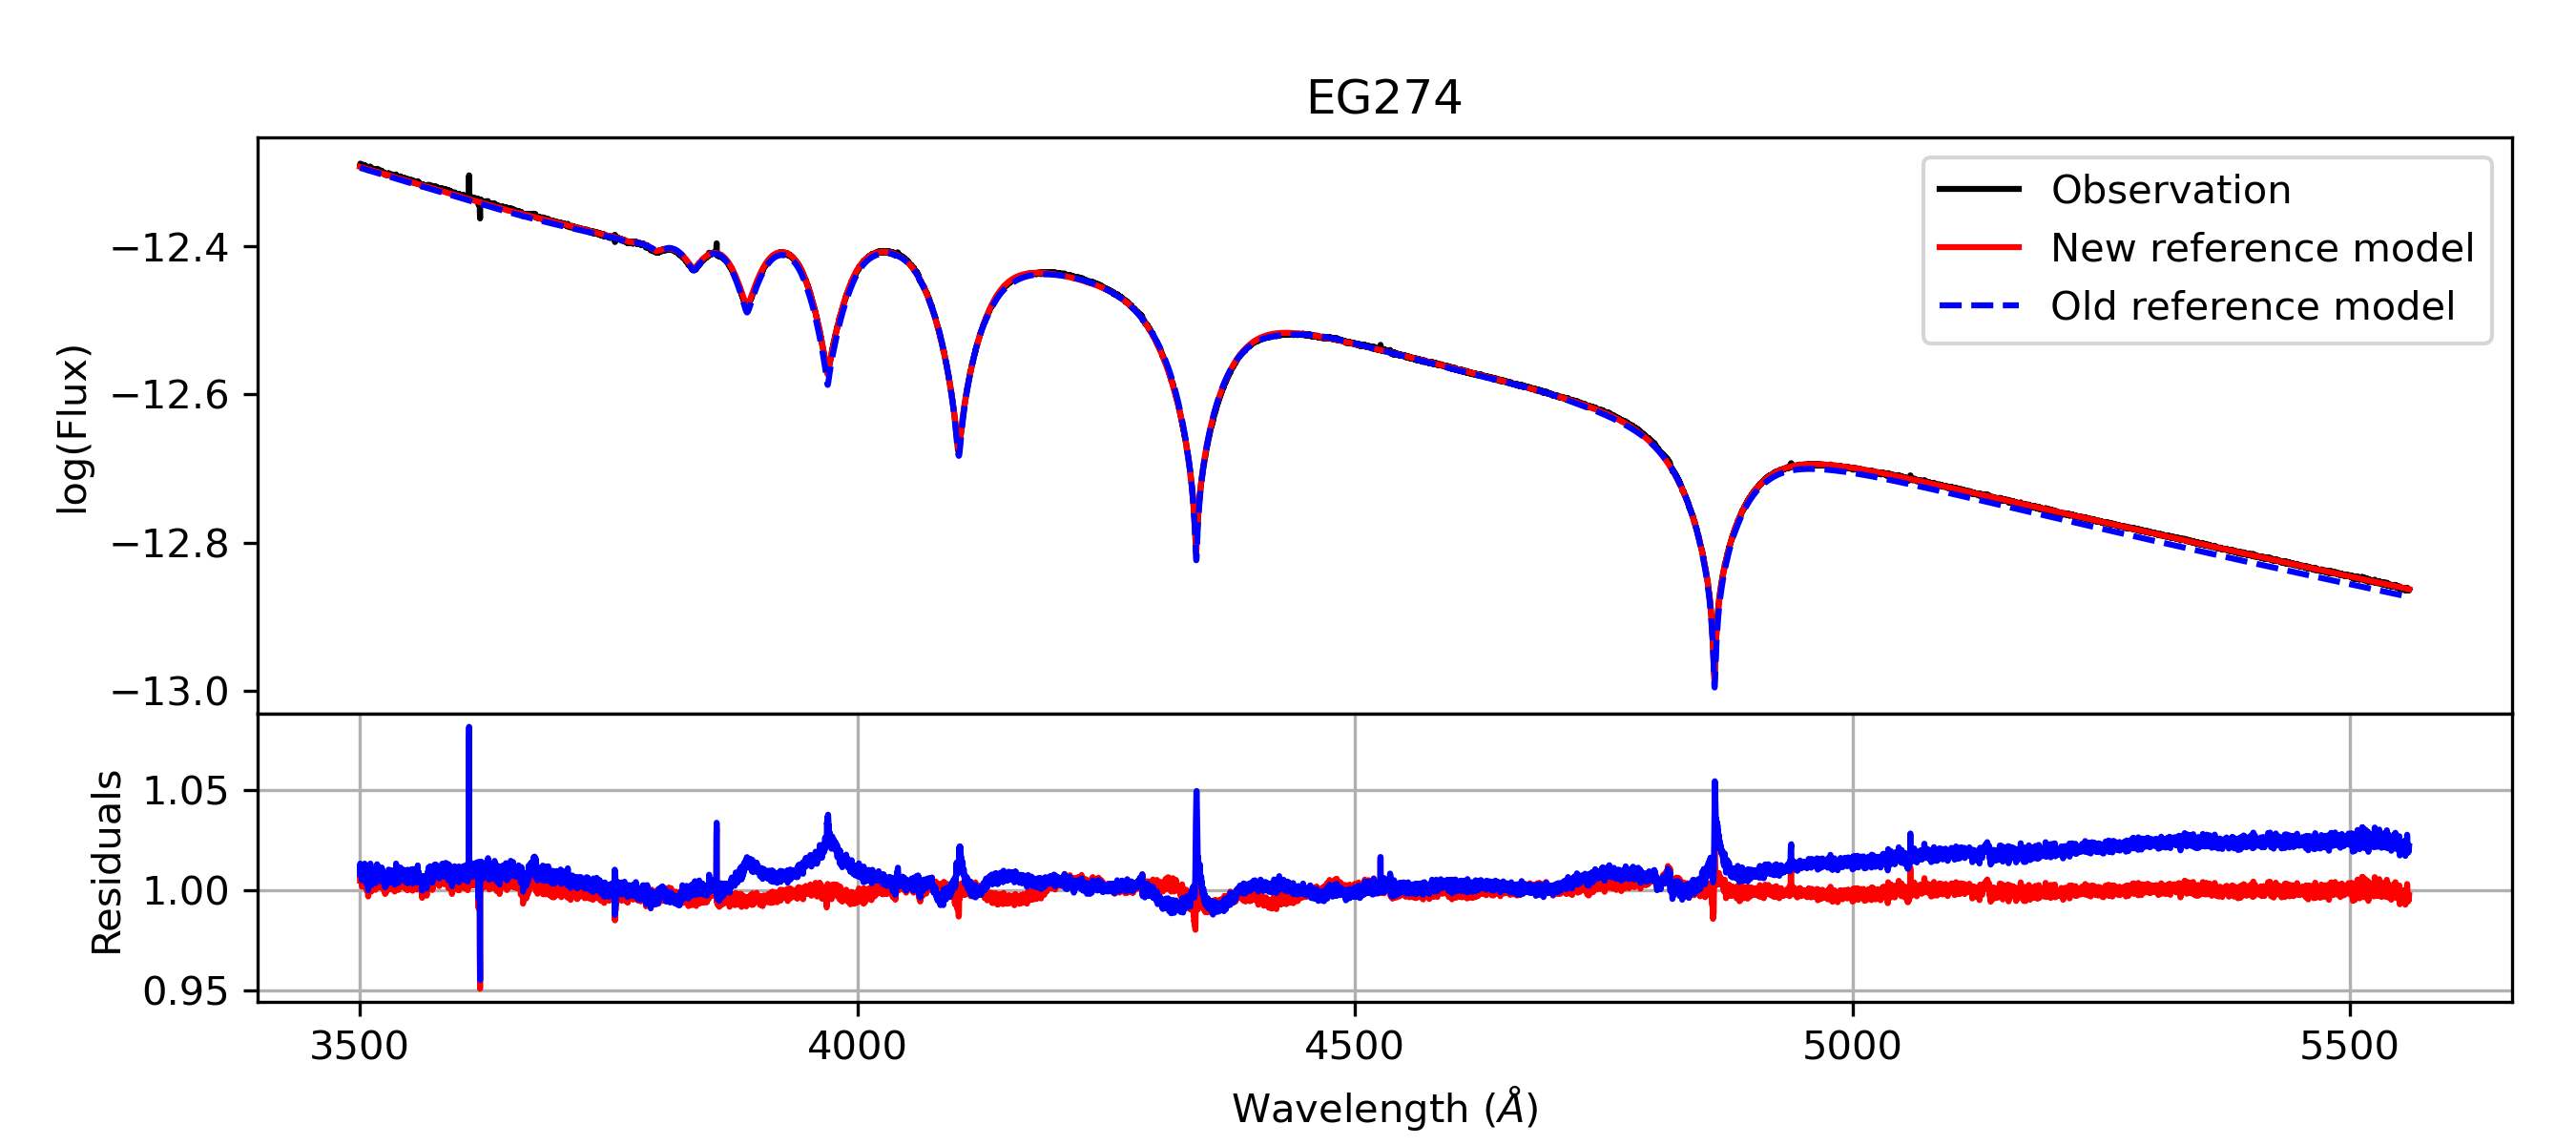 EG274
Observation
New reference model
Old reference model
log(Flux)
−12.4
−12.6
−12.8
−13.0
Residuals
1.05
1.00
0.95
3500 4000 4500 5000 5500
Wavelength (Å)